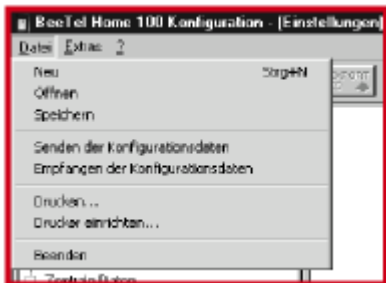 BeeTel Home 100 Konfiguration - [Einstellungen]
Datei Extras ?
Neu Strg+N
Öffnen
Speichern
Senden der Konfigurationsdaten
Empfangen der Konfigurationsdaten
Drucken...
Drucker einrichten...
Beenden
Zentrale Daten